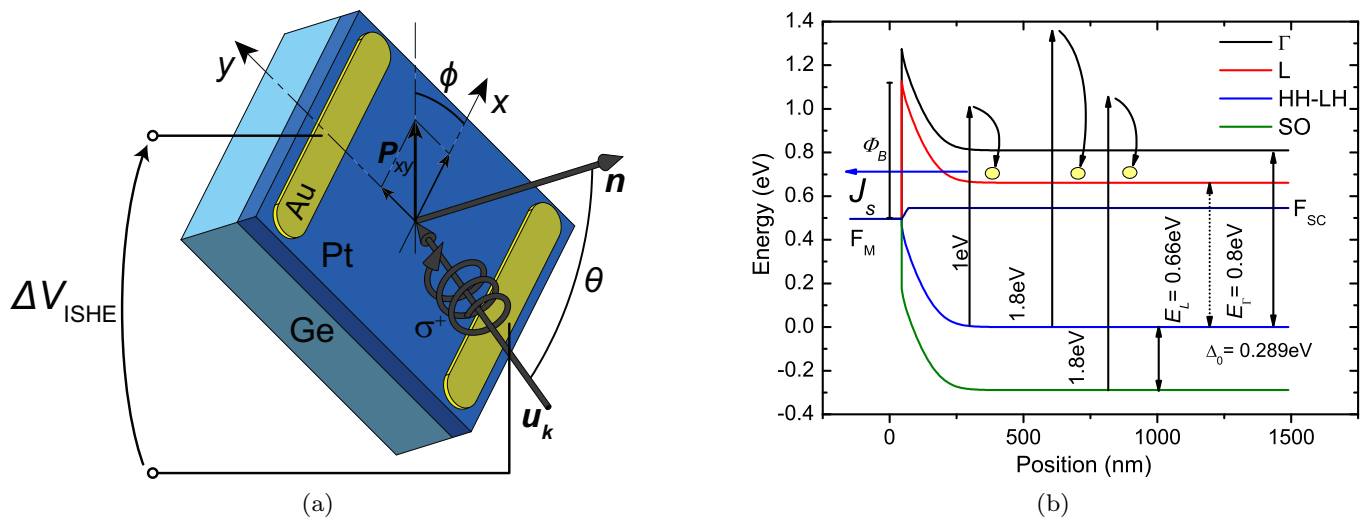 y
ϕ
x
P_xy
n
Au
Pt
θ
ΔV_ISHE
σ⁺
Ge
u_k
(a)
1.4
1.2
1.0
0.8
0.6
0.4
0.2
0.0
-0.2
-0.4
Energy (eV)
Γ
L
HH-LH
SO
Φ_B
J_s
F_M
F_SC
1eV
1.8eV
1.8eV
E_L = 0.66eV
E_Γ = 0.8eV
Δ_0 = 0.289eV
0 500 1000 1500
Position (nm)
(b)